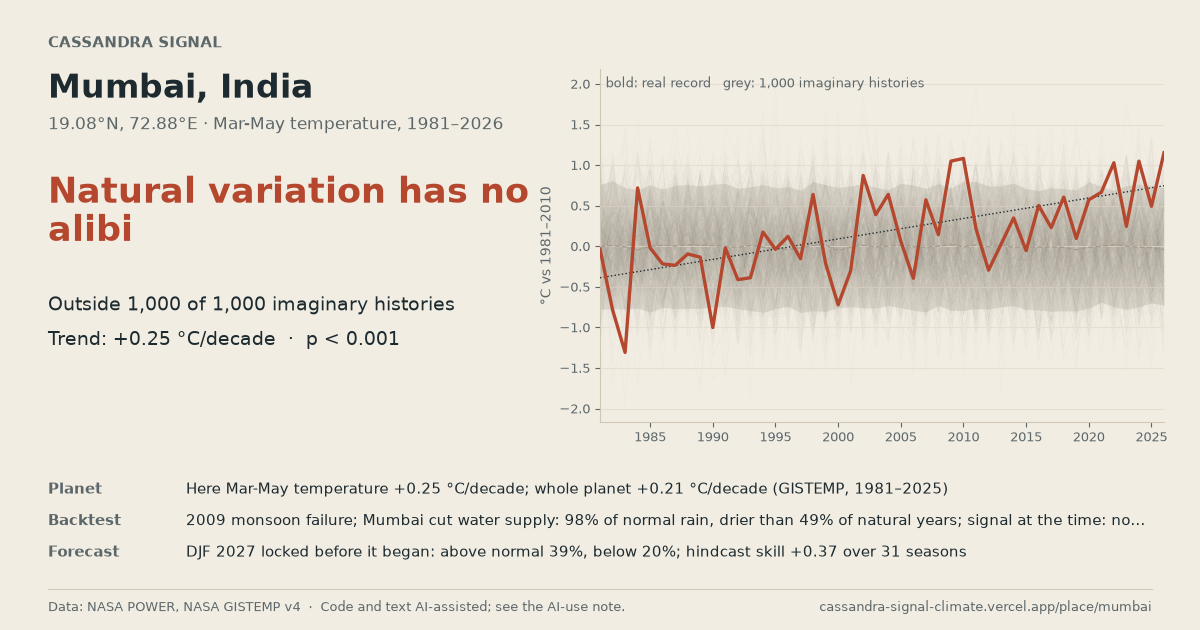 CASSANDRA SIGNAL
Mumbai, India
19.08°N, 72.88°E · Mar-May temperature, 1981–2026
Natural variation has no
alibi
Outside 1,000 of 1,000 imaginary histories
Trend: +0.25 °C/decade · p < 0.001
°C vs 1981–2010
bold: real record grey: 1,000 imaginary histories
2.0
1.5
1.0
0.5
0.0
−0.5
−1.0
−1.5
−2.0
1985 1990 1995 2000 2005 2010 2015 2020 2025
Planet Here Mar-May temperature +0.25 °C/decade; whole planet +0.21 °C/decade (GISTEMP, 1981–2025)
Backtest 2009 monsoon failure; Mumbai cut water supply: 98% of normal rain, drier than 49% of natural years; signal at the time: no…
Forecast DJF 2027 locked before it began: above normal 39%, below 20%; hindcast skill +0.37 over 31 seasons
Data: NASA POWER, NASA GISTEMP v4 · Code and text AI-assisted; see the AI-use note.
cassandra-signal-climate.vercel.app/place/mumbai